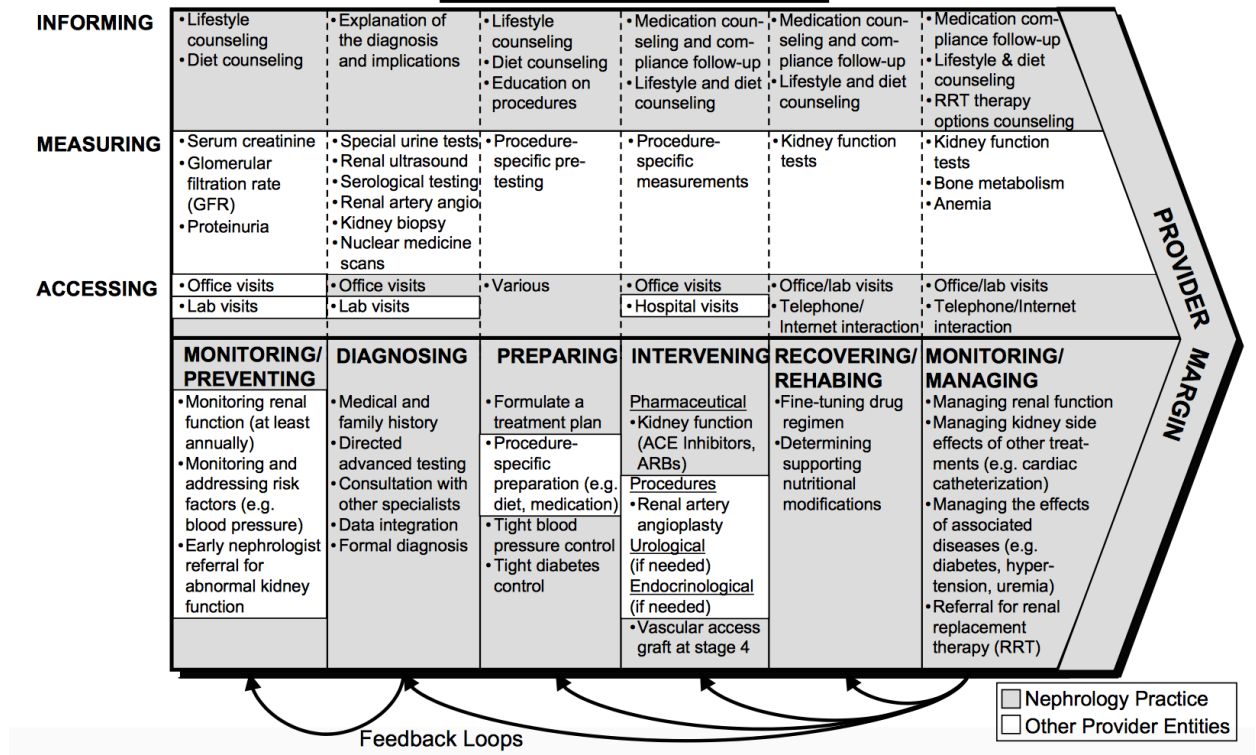 INFORMING
• Lifestyle
counseling
• Diet counseling
• Explanation of
the diagnosis
and implications
• Lifestyle
counseling
• Diet counseling
• Education on
procedures
• Medication coun-
seling and com-
pliance follow-up
• Lifestyle and diet
counseling
• Medication coun-
seling and com-
pliance follow-up
• Lifestyle and diet
counseling
• Medication com-
pliance follow-up
• Lifestyle & diet
counseling
• RRT therapy
options counseling
MEASURING
• Serum creatinine
• Glomerular
filtration rate
(GFR)
• Proteinuria
• Special urine tests
• Renal ultrasound
• Serological testing
• Renal artery angio
• Kidney biopsy
• Nuclear medicine
scans
• Procedure-
specific pre-
testing
• Procedure-
specific
measurements
• Kidney function
tests
• Kidney function
tests
• Bone metabolism
• Anemia
ACCESSING
• Office visits
• Lab visits
• Office visits
• Lab visits
• Various
• Office visits
• Hospital visits
• Office/lab visits
• Telephone/
Internet interaction
• Office/lab visits
• Telephone/Internet
interaction
MONITORING/
PREVENTING
• Monitoring renal
function (at least
annually)
• Monitoring and
addressing risk
factors (e.g.
blood pressure)
• Early nephrologist
referral for
abnormal kidney
function
DIAGNOSING
• Medical and
family history
• Directed
advanced testing
• Consultation with
other specialists
• Data integration
• Formal diagnosis
PREPARING
• Formulate a
treatment plan
• Procedure-
specific
preparation (e.g.
diet, medication)
• Tight blood
pressure control
• Tight diabetes
control
INTERVENING
Pharmaceutical
• Kidney function
(ACE Inhibitors,
ARBs)
Procedures
• Renal artery
angioplasty
Urological
(if needed)
Endocrinological
(if needed)
• Vascular access
graft at stage 4
RECOVERING/
REHABING
• Fine-tuning drug
regimen
• Determining
supporting
nutritional
modifications
MONITORING/
MANAGING
• Managing renal function
• Managing kidney side
effects of other treat-
ments (e.g. cardiac
catheterization)
• Managing the effects
of associated
diseases (e.g.
diabetes, hyper-
tension, uremia)
• Referral for renal
replacement
therapy (RRT)
PROVIDER MARGIN
Feedback Loops
Nephrology Practice
Other Provider Entities